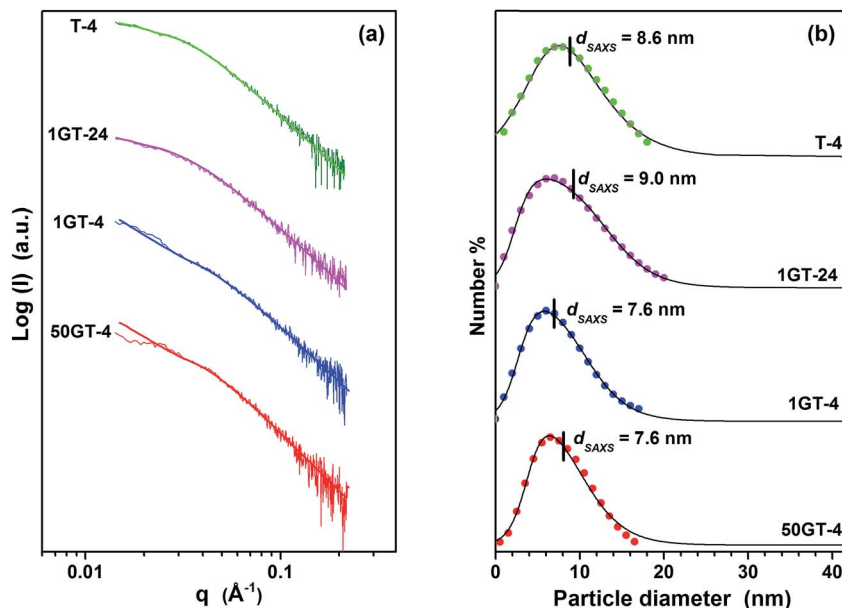 (a)
T-4
1GT-24
1GT-4
50GT-4
Log (I) (a.u.)
0.01
0.1
q (Å⁻¹)
(b)
d_SAXS = 8.6 nm
T-4
d_SAXS = 9.0 nm
1GT-24
d_SAXS = 7.6 nm
1GT-4
d_SAXS = 7.6 nm
50GT-4
Number %
0 10 20 30 40
Particle diameter (nm)